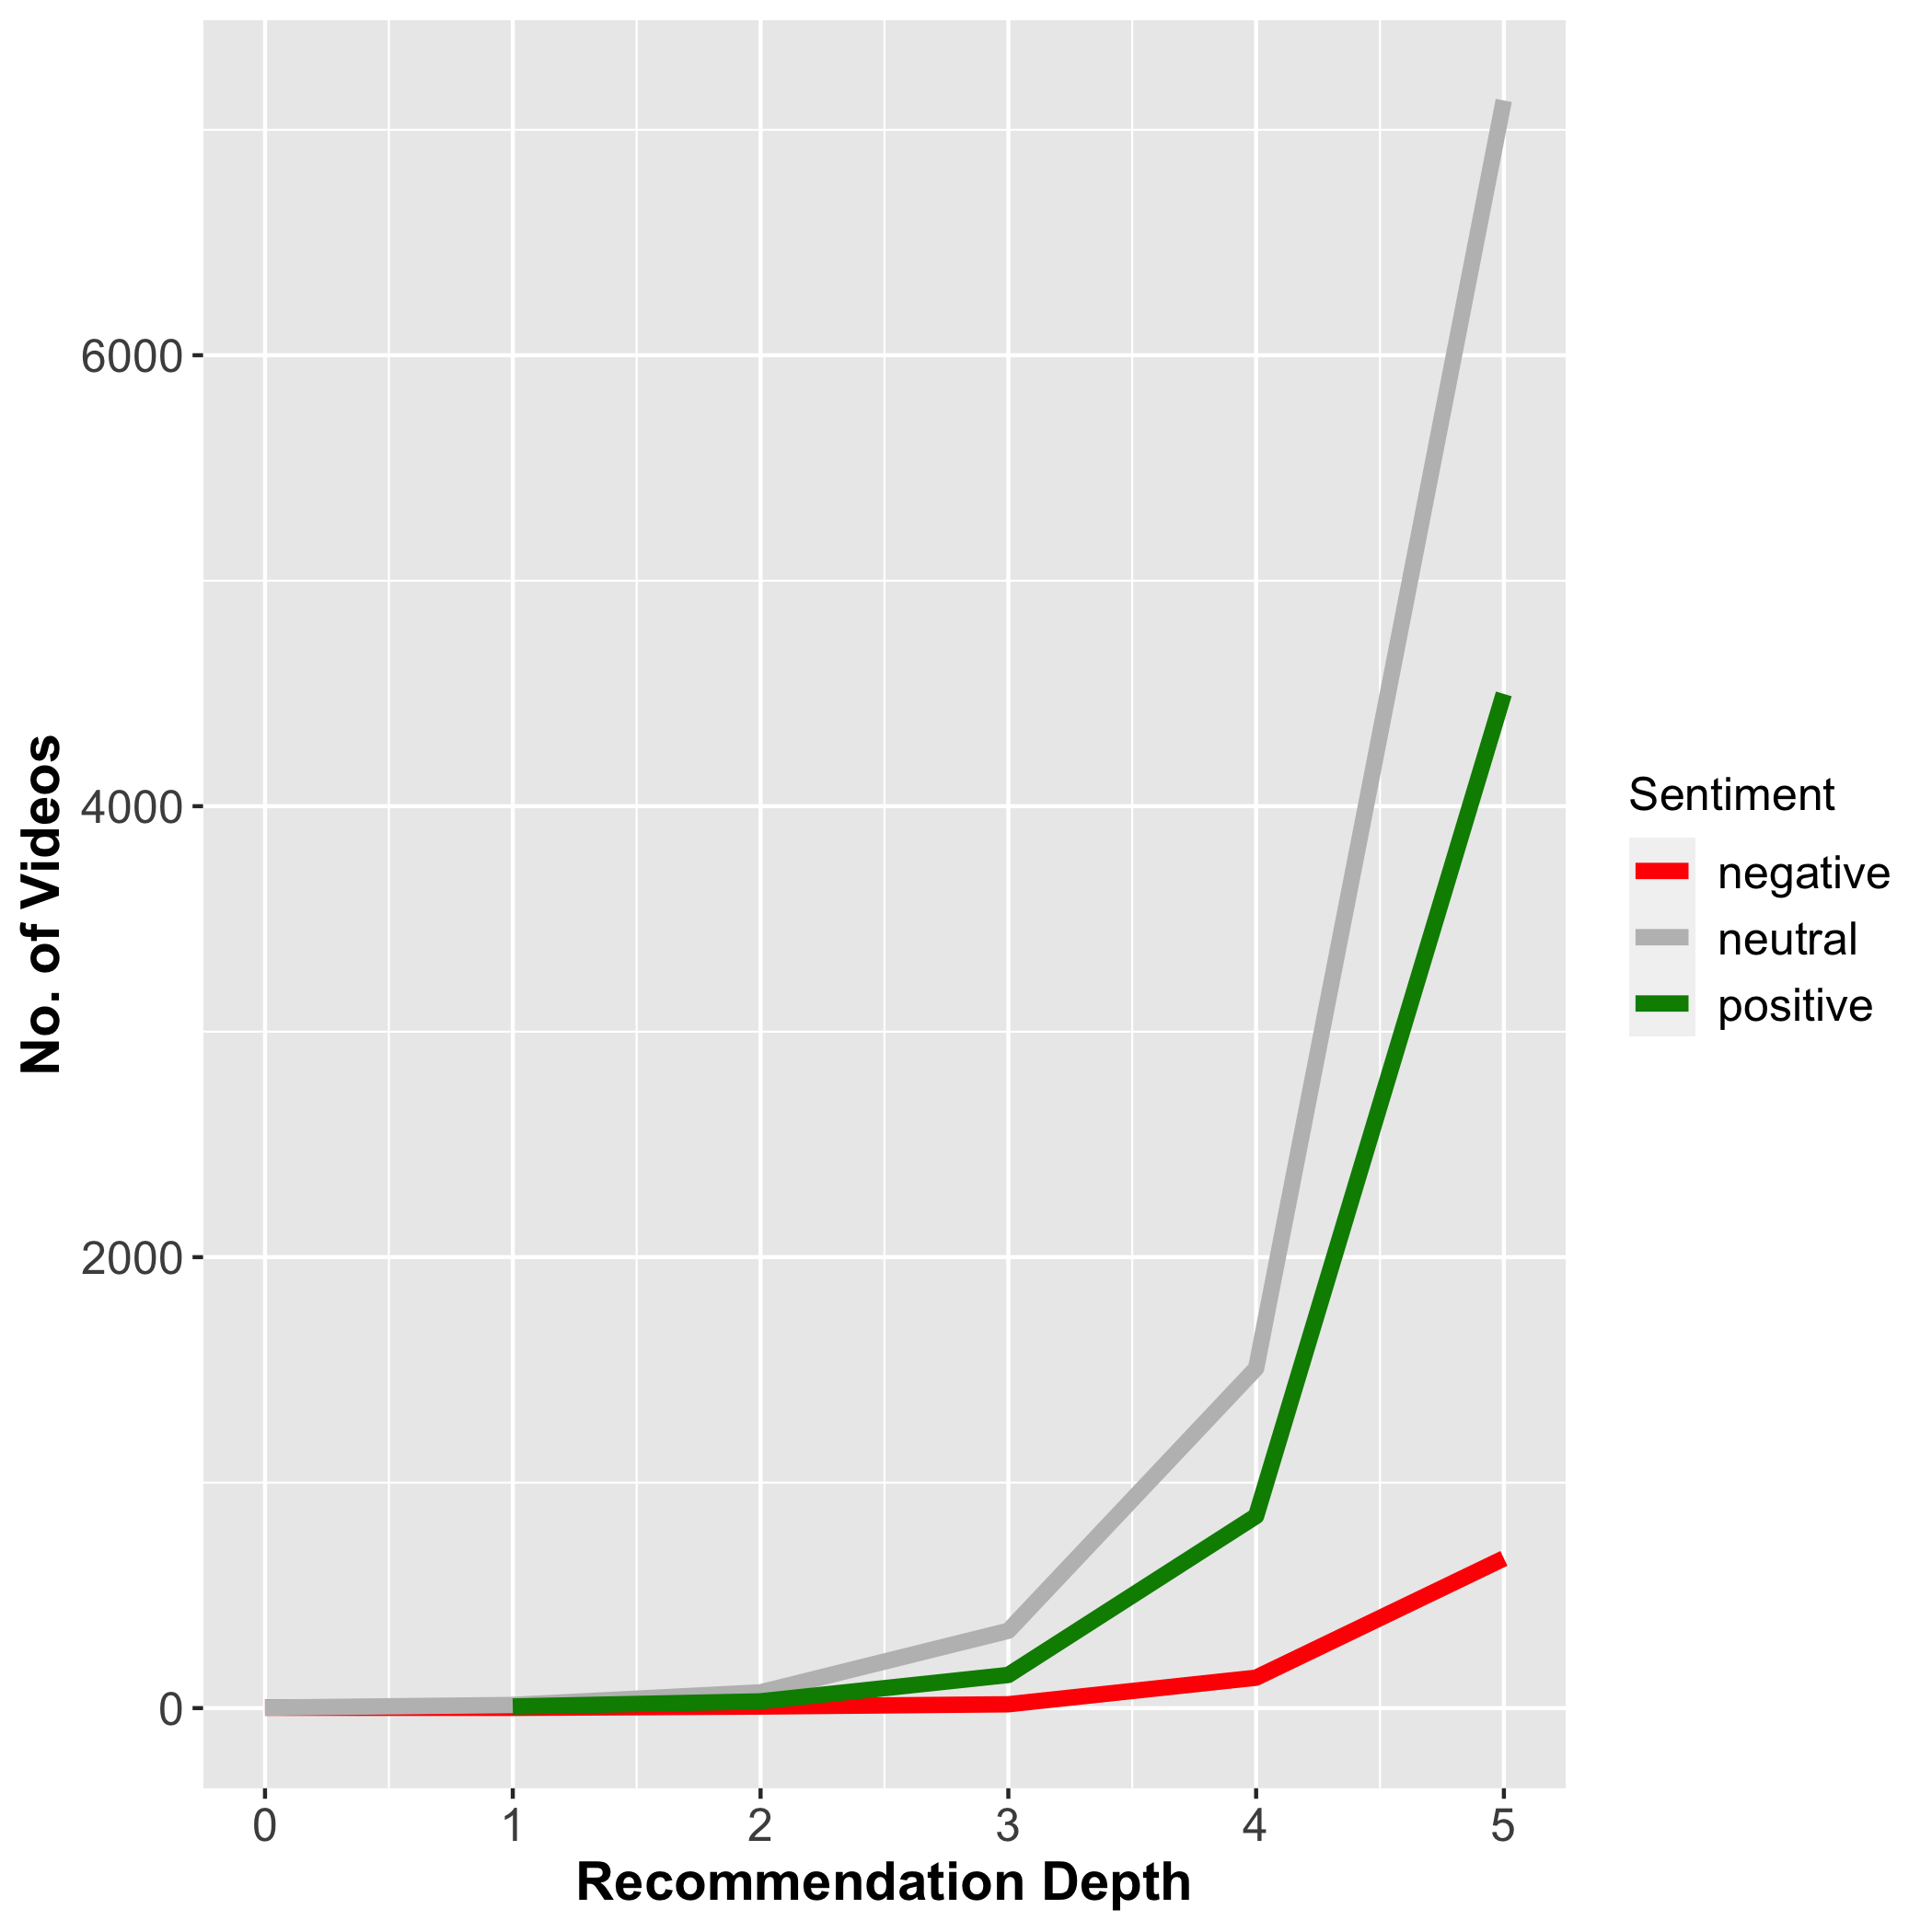 No. of Videos
6000
4000
2000
0
0 1 2 3 4 5
Recommendation Depth
Sentiment
negative
neutral
positive